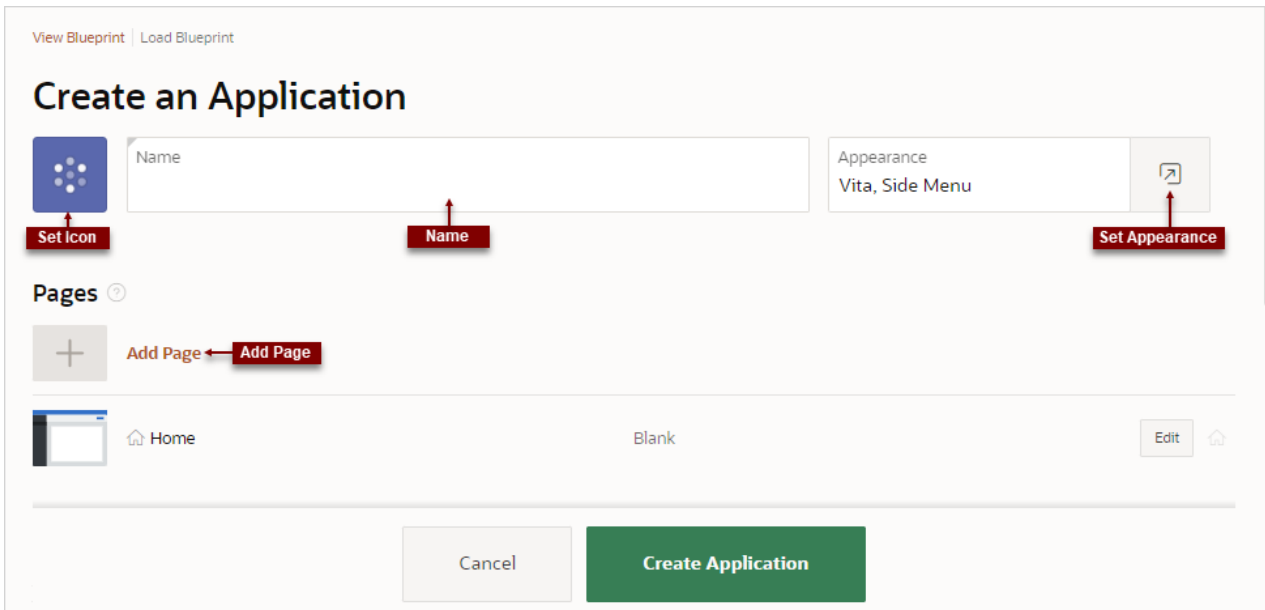 View Blueprint Load Blueprint
Create an Application
Name
Appearance
Vita, Side Menu
Set Icon
Name
Set Appearance
Pages ?
Add Page Add Page
Home Blank Edit
Cancel Create Application